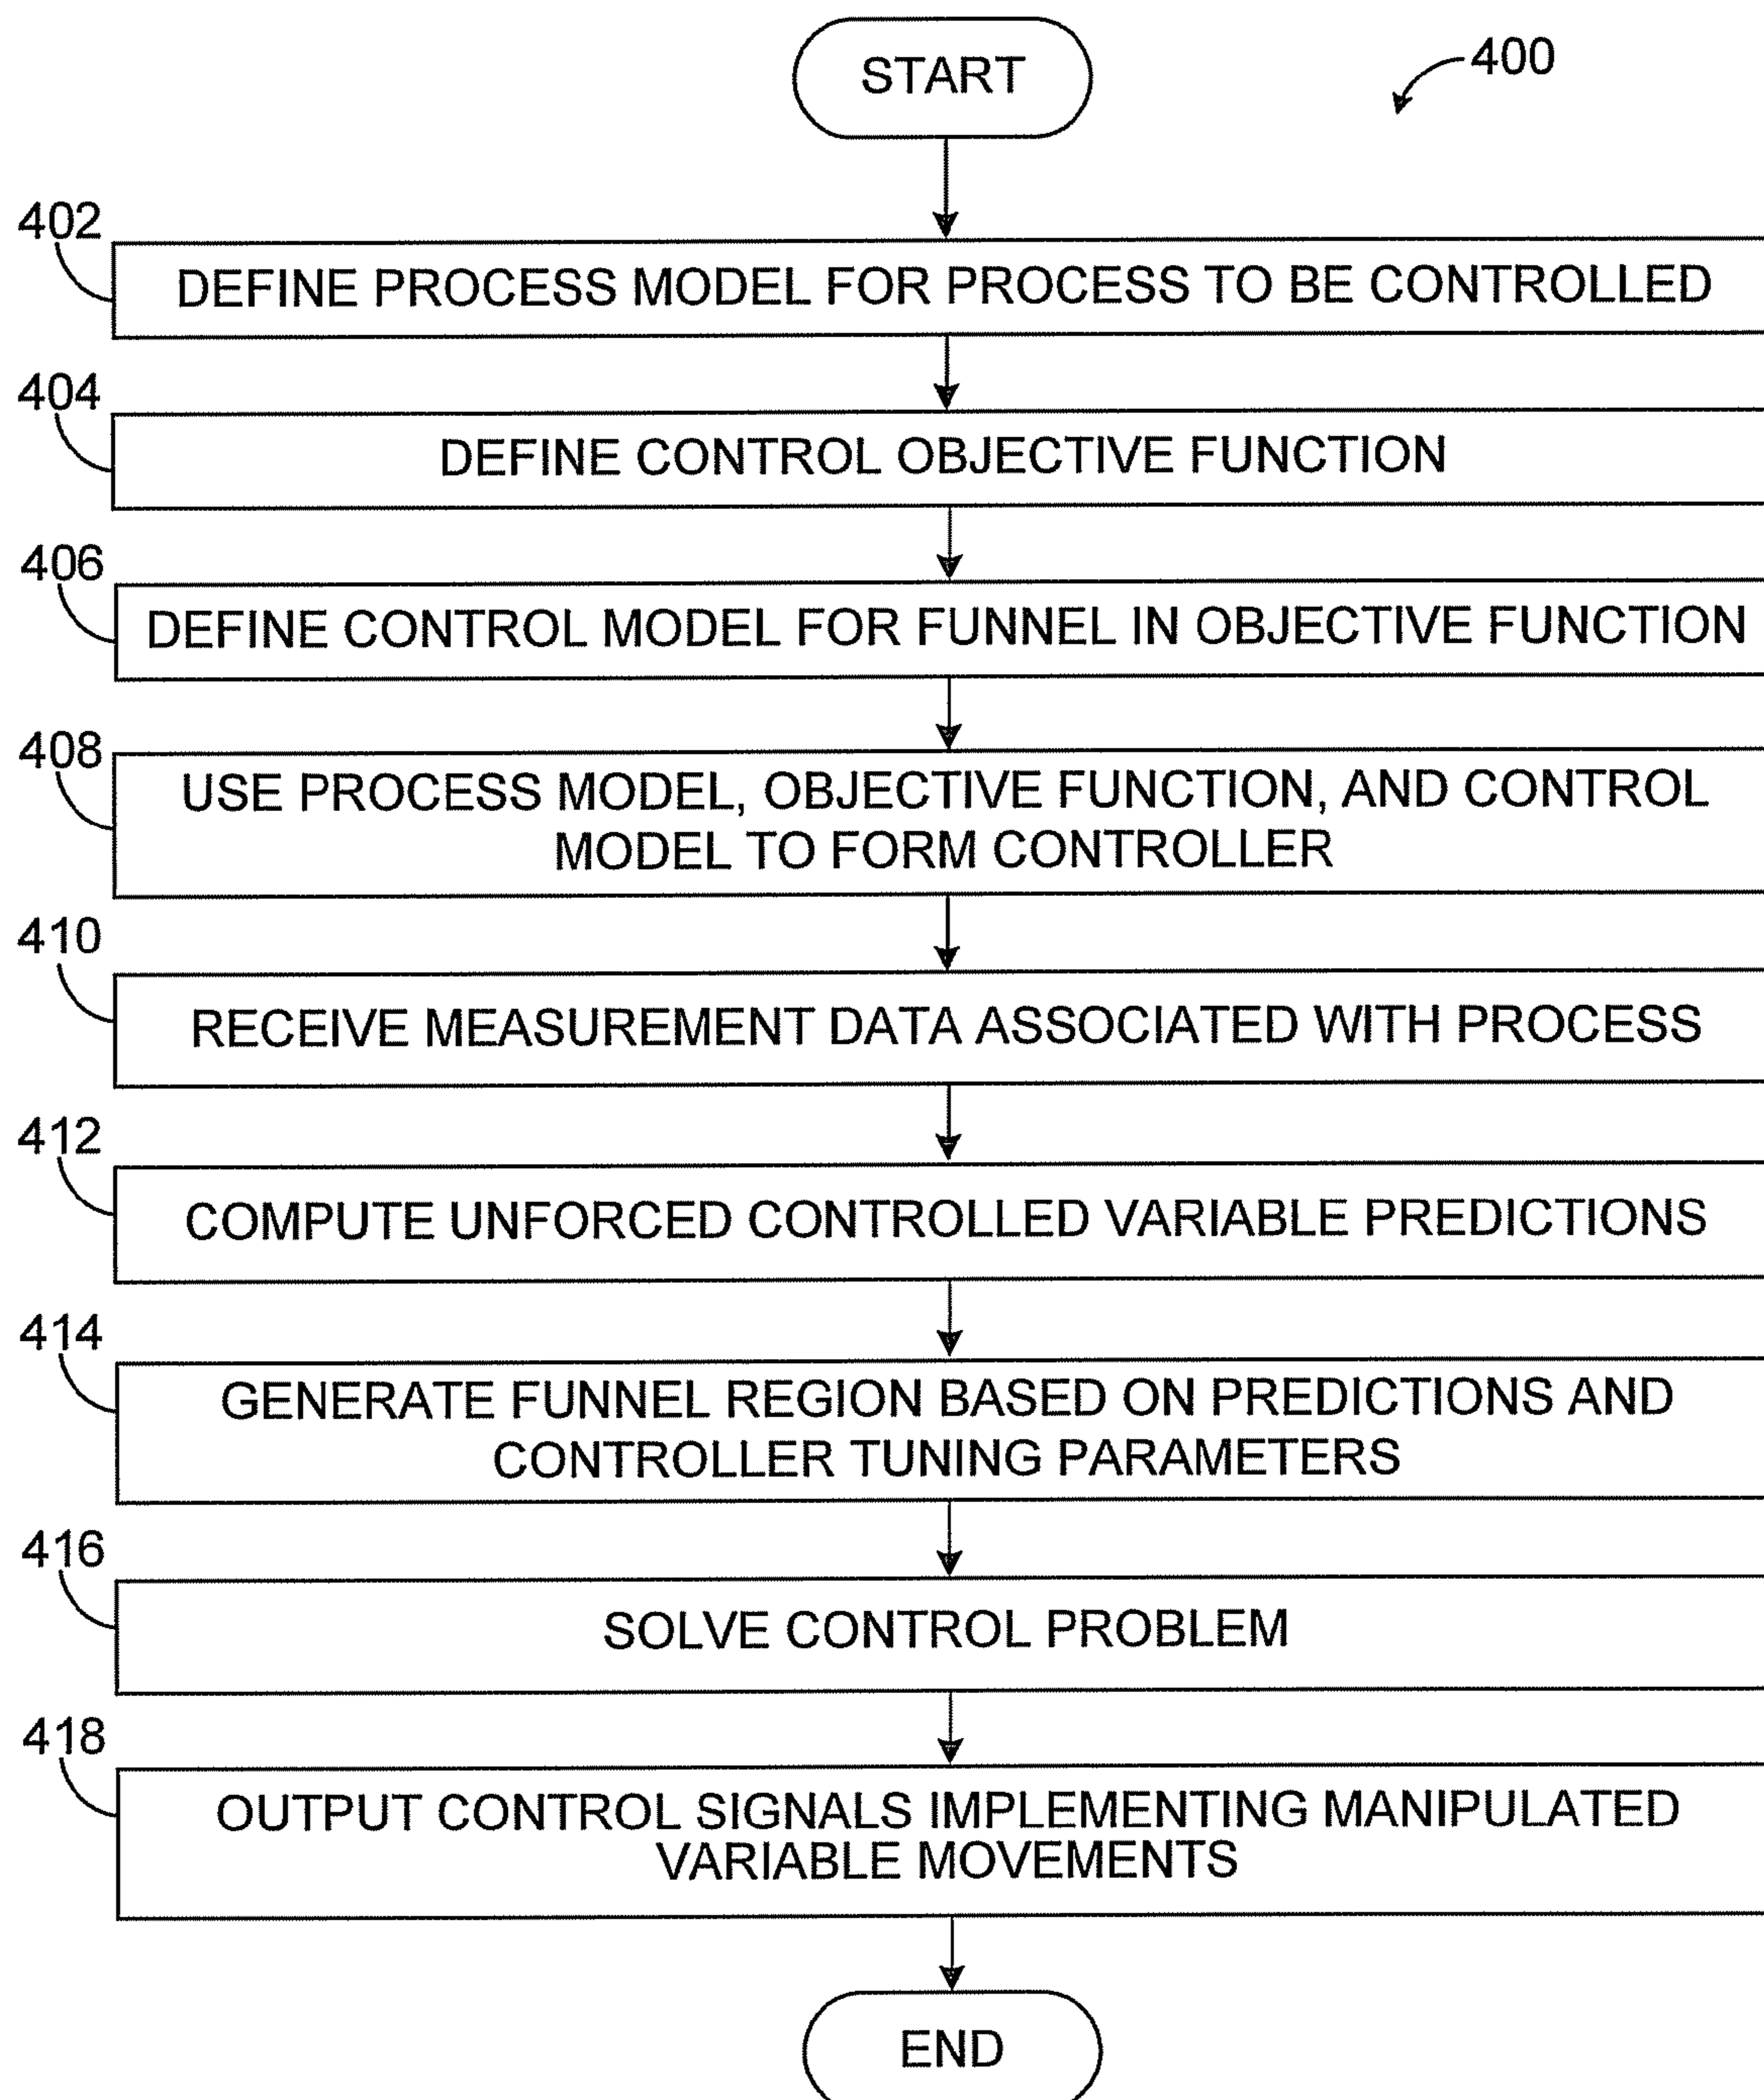 START
400
402
DEFINE PROCESS MODEL FOR PROCESS TO BE CONTROLLED
404
DEFINE CONTROL OBJECTIVE FUNCTION
406
DEFINE CONTROL MODEL FOR FUNNEL IN OBJECTIVE FUNCTION
408
USE PROCESS MODEL, OBJECTIVE FUNCTION, AND CONTROL
MODEL TO FORM CONTROLLER
410
RECEIVE MEASUREMENT DATA ASSOCIATED WITH PROCESS
412
COMPUTE UNFORCED CONTROLLED VARIABLE PREDICTIONS
414
GENERATE FUNNEL REGION BASED ON PREDICTIONS AND
CONTROLLER TUNING PARAMETERS
416
SOLVE CONTROL PROBLEM
418
OUTPUT CONTROL SIGNALS IMPLEMENTING MANIPULATED
VARIABLE MOVEMENTS
END